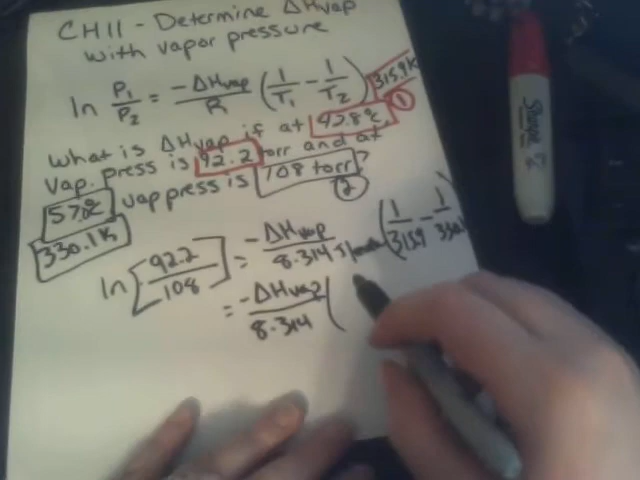 CH11 - Determine ΔHvap
with vapor pressure
ln P1/P2 = -ΔHvap/R (1/T1 - 1/T2) 315.9K
What is ΔHvap if at 42.8°C ①
vap. press is 92.2 torr and at
57.0°C vap press is 108 torr? ②
330.1K
ln [92.2/108] = -ΔHvap/8.314 (1/315.9 - 1/330.1)
= -ΔHvap/8.314 (
Sharpie